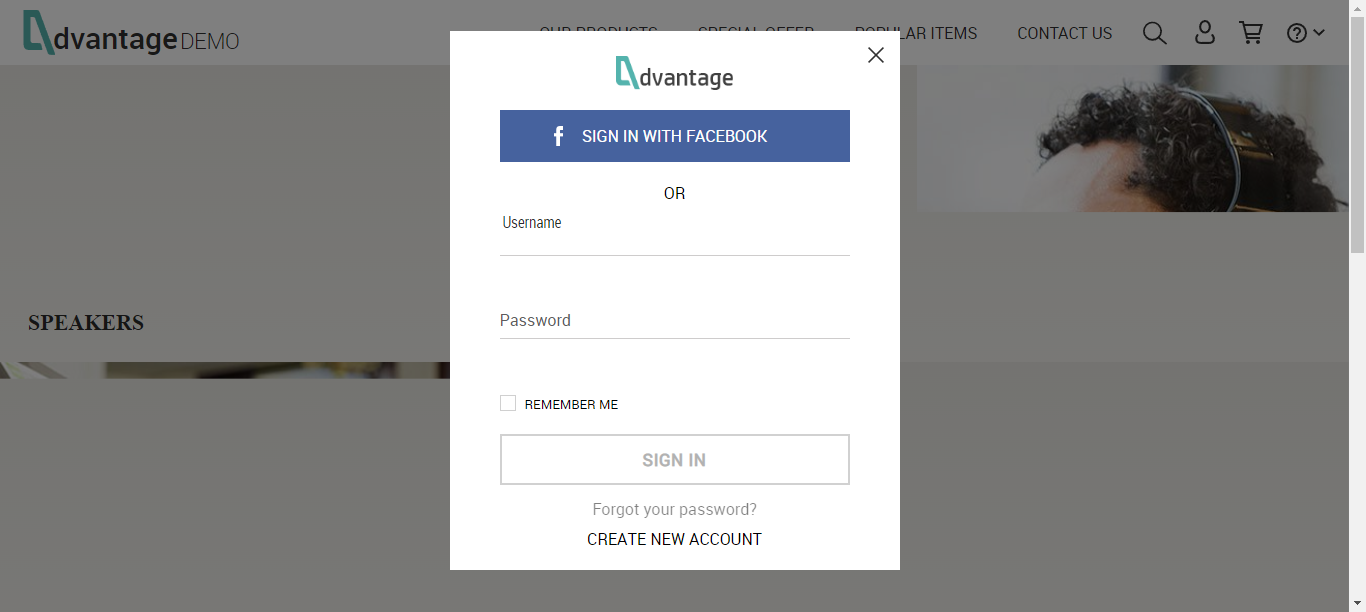 dvantage DEMO
OUR PRODUCTS SPECIAL OFFER POPULAR ITEMS CONTACT US
dvantage
f SIGN IN WITH FACEBOOK
OR
Username
Password
REMEMBER ME
SIGN IN
Forgot your password?
CREATE NEW ACCOUNT
SPEAKERS